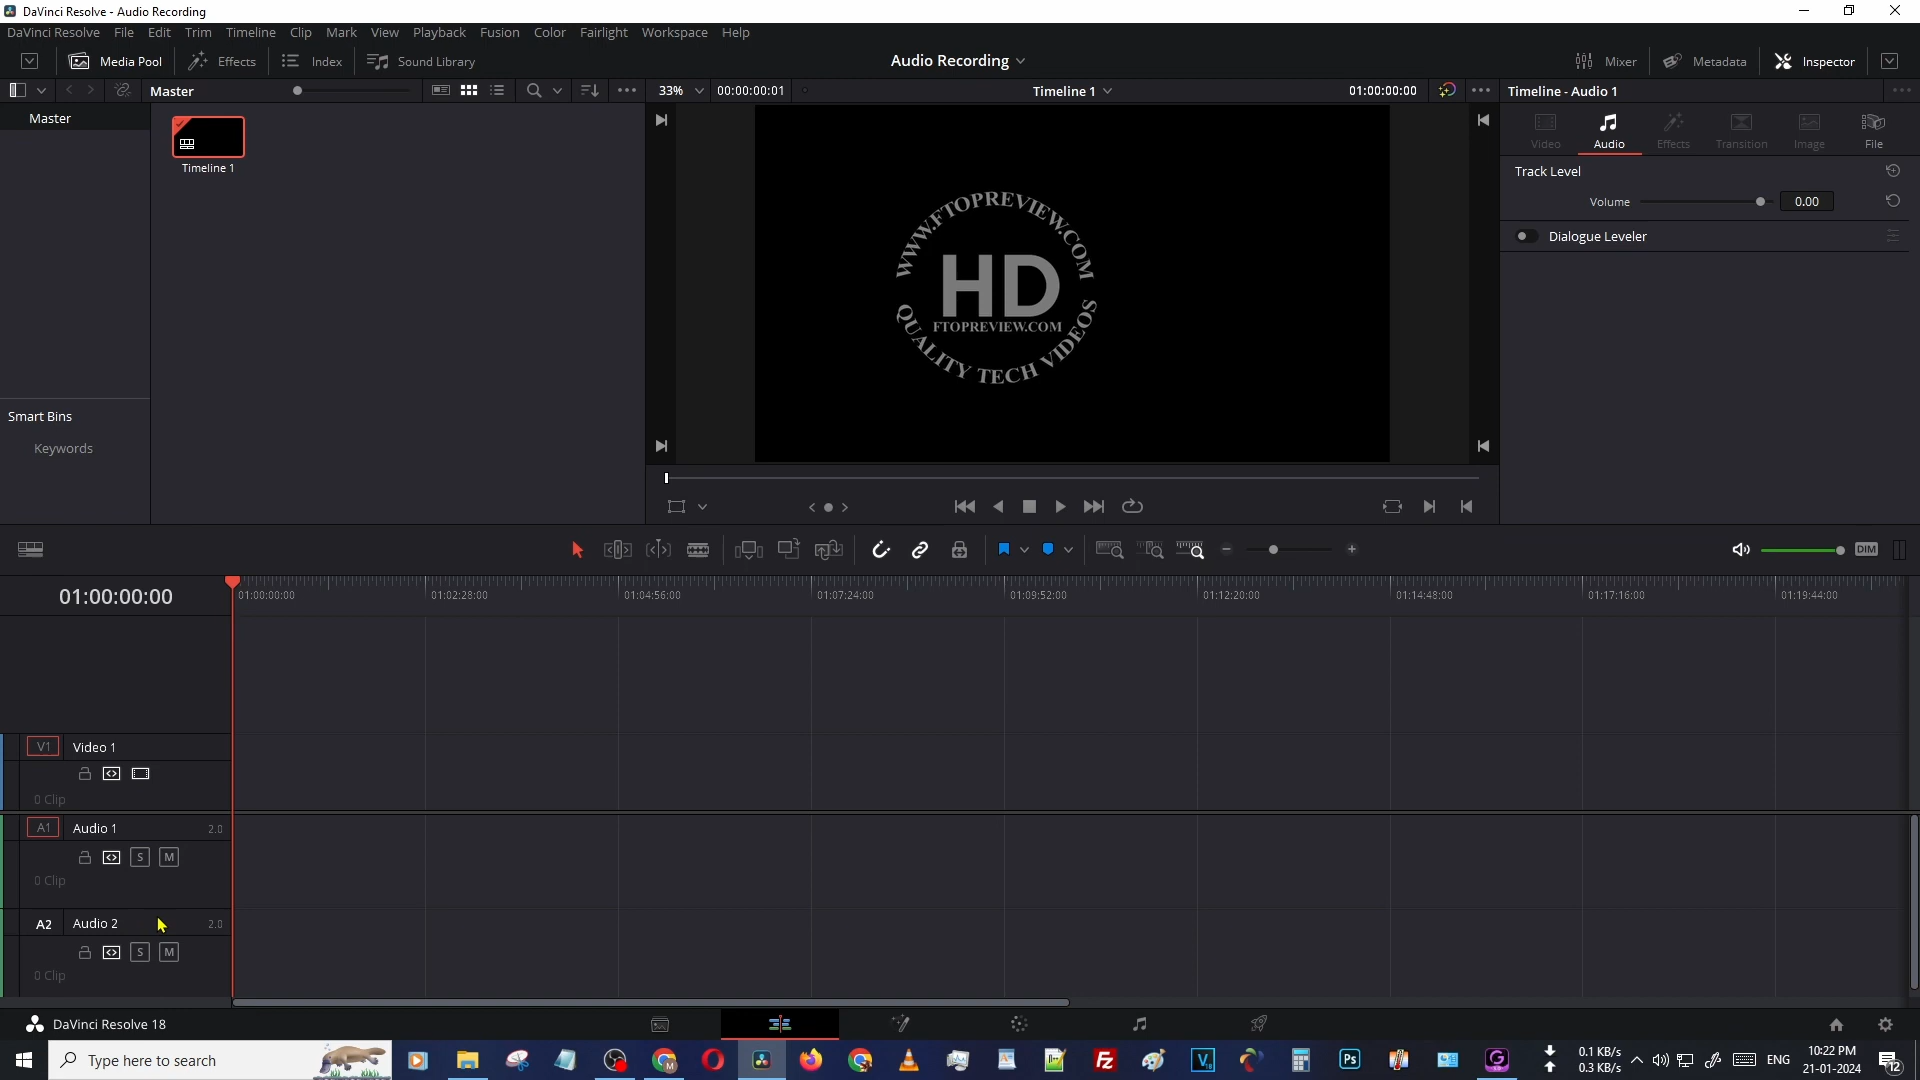 DaVinci Resolve - Audio Recording
DaVinci Resolve File Edit Trim Timeline Clip Mark View Playback Fusion Color Fairlight Workspace Help
Media Pool Effects Index Sound Library Audio Recording Mixer Metadata Inspector
Master 33% 00:00:00:01 Timeline 1 01:00:00:00 Timeline - Audio 1
Master
Timeline 1
Smart Bins
Keywords
WWW.FTOPREVIEW.COM
HD
FTOPREVIEW.COM
QUALITY TECH VIDEOS
Video Audio Effects Transition Image File
Track Level
Volume 0.00
Dialogue Leveler
DIM
01:00:00:00
01:00:00:00 01:02:28:00 01:04:56:00 01:07:24:00 01:09:52:00 01:12:20:00 01:14:48:00 01:17:16:00 01:19:44:00
V1 Video 1
0 Clip
A1 Audio 1 2.0
S M
0 Clip
A2 Audio 2 2.0
S M
0 Clip
DaVinci Resolve 18
Type here to search
0.1 KB/s
0.3 KB/s
ENG
10:22 PM
21-01-2024
12